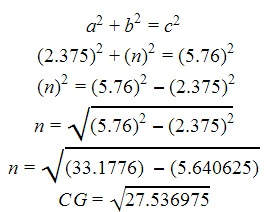 a² + b² = c²
(2.375)² + (n)² = (5.76)²
(n)² = (5.76)² − (2.375)²
n = √((5.76)² − (2.375)²)
n = √((33.1776) − (5.640625))
CG = √27.536975